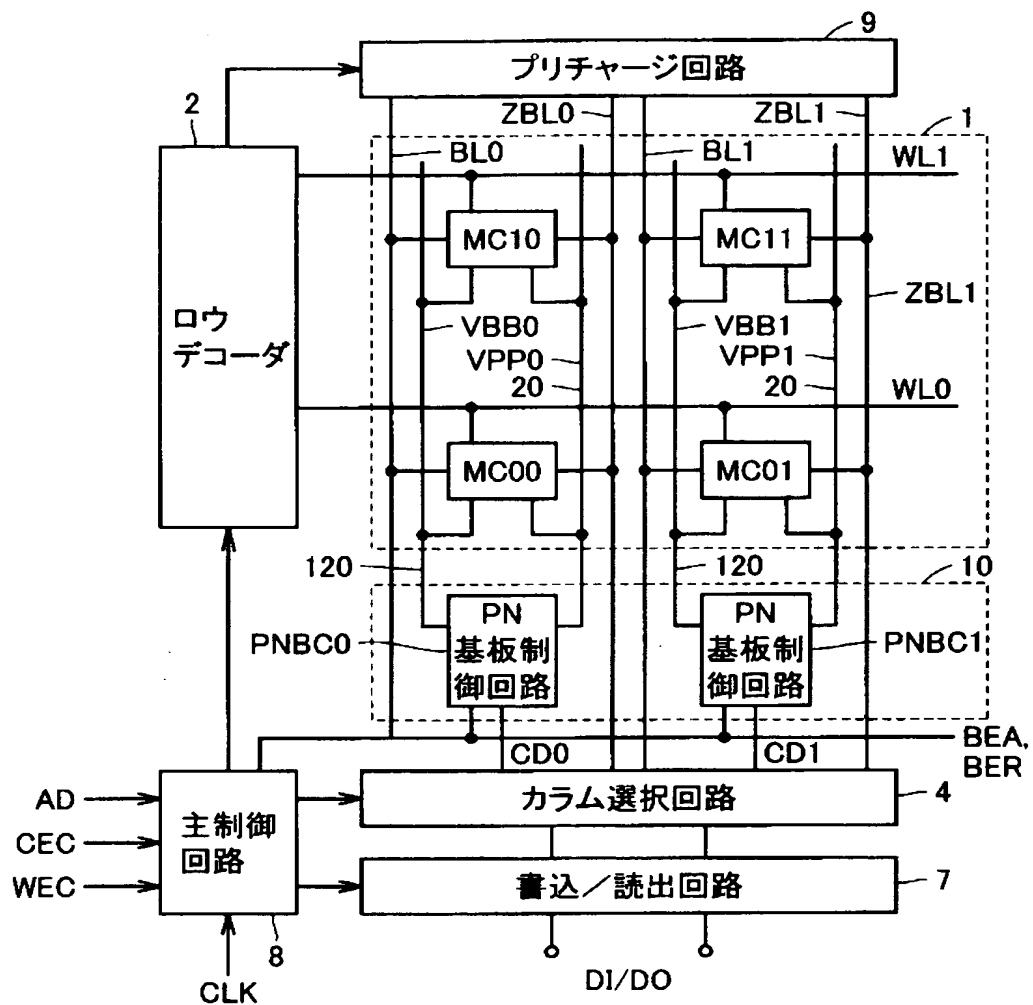 9
プリチャージ回路
2
ZBL0
ZBL1
1
BL0
BL1
WL1
MC10
MC11
ZBL1
ロウ
デコーダ
VBB0
VBB1
VPP0
VPP1
20
20
WL0
MC00
MC01
120
120
10
PN
基板制
御回路
PN
基板制
御回路
PNBC0
PNBC1
CD0
CD1
BEA,
BER
AD
CEC
WEC
主制御
回路
カラム選択回路
4
書込/読出回路
7
8
CLK
DI/DO